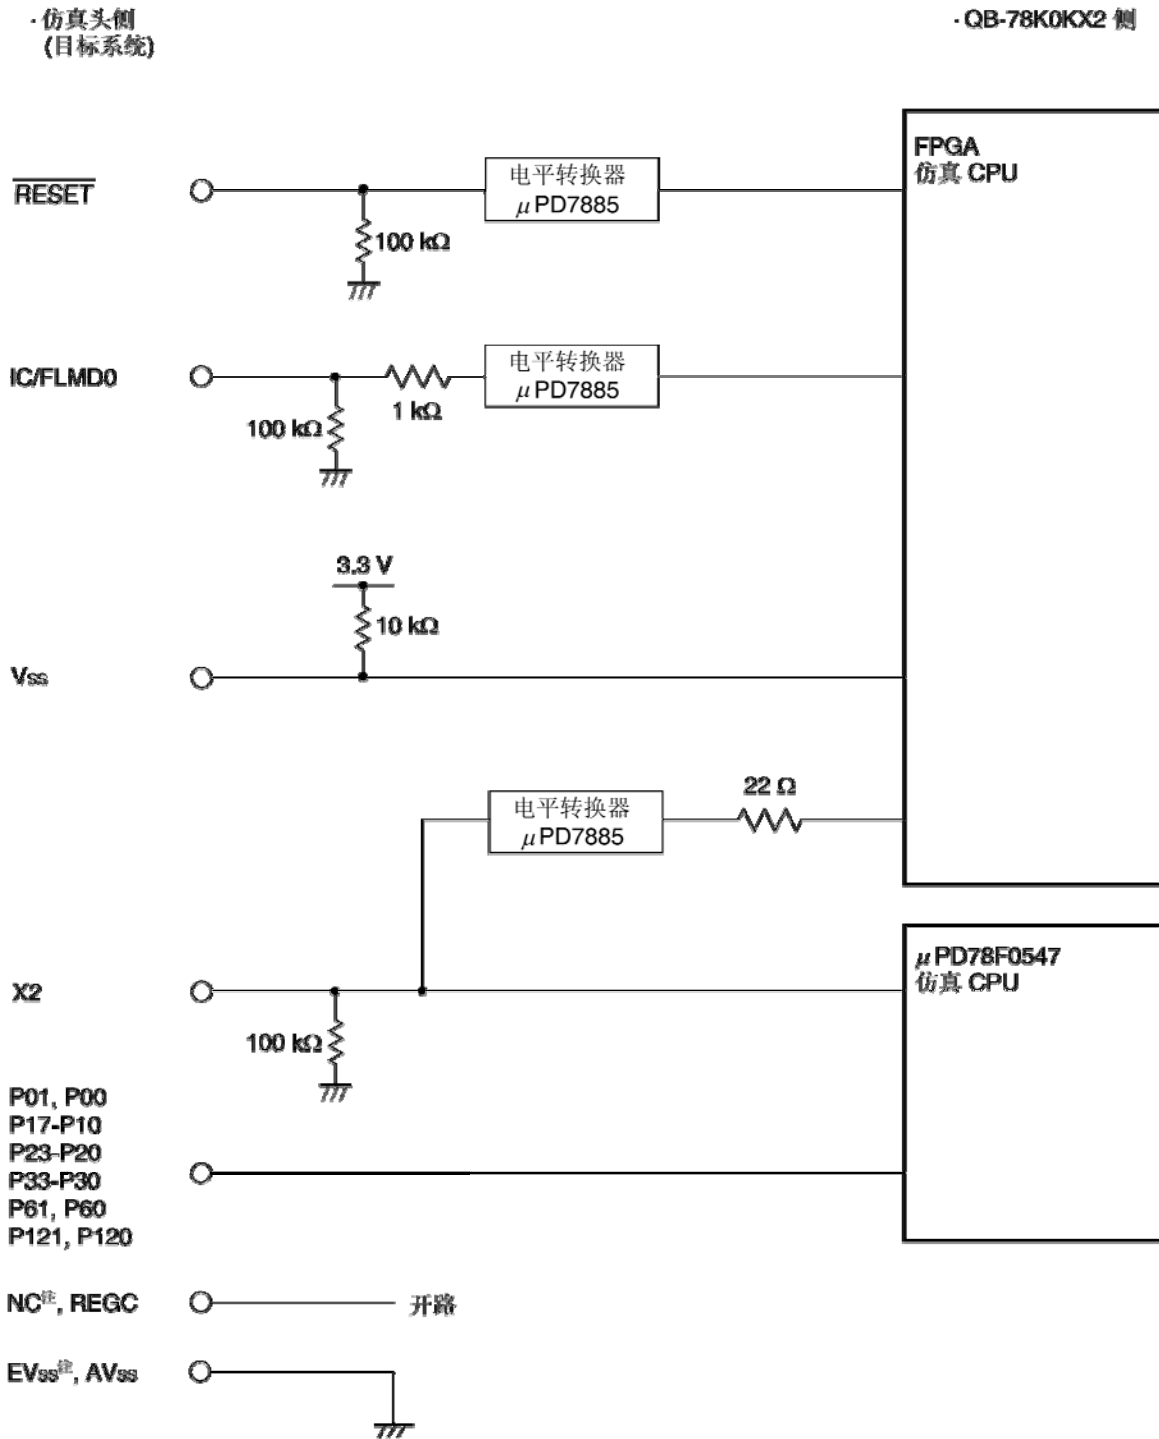 ·仿真头侧
(目标系统)
·QB-78K0KX2 侧
FPGA
仿真 CPU
RESET
电平转换器
μPD7885
100 kΩ
IC/FLMD0
电平转换器
μPD7885
1 kΩ
100 kΩ
3.3 V
10 kΩ
Vss
22 Ω
电平转换器
μPD7885
μPD78F0547
仿真 CPU
X2
100 kΩ
P01, P00
P17-P10
P23-P20
P33-P30
P61, P60
P121, P120
NC注, REGC
开路
EVss注, AVss